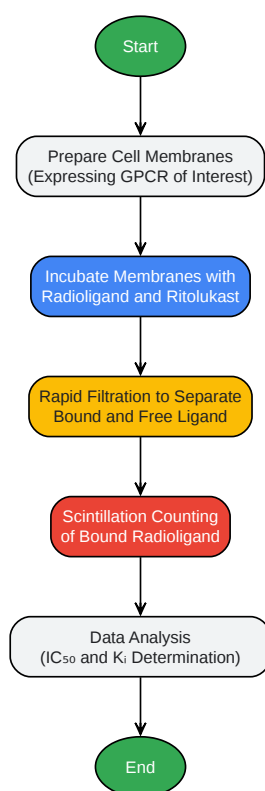 Start
Prepare Cell Membranes
(Expressing GPCR of Interest)
Incubate Membranes with
Radioligand and Ritolukast
Rapid Filtration to Separate
Bound and Free Ligand
Scintillation Counting
of Bound Radioligand
Data Analysis
(IC₅₀ and Kᵢ Determination)
End